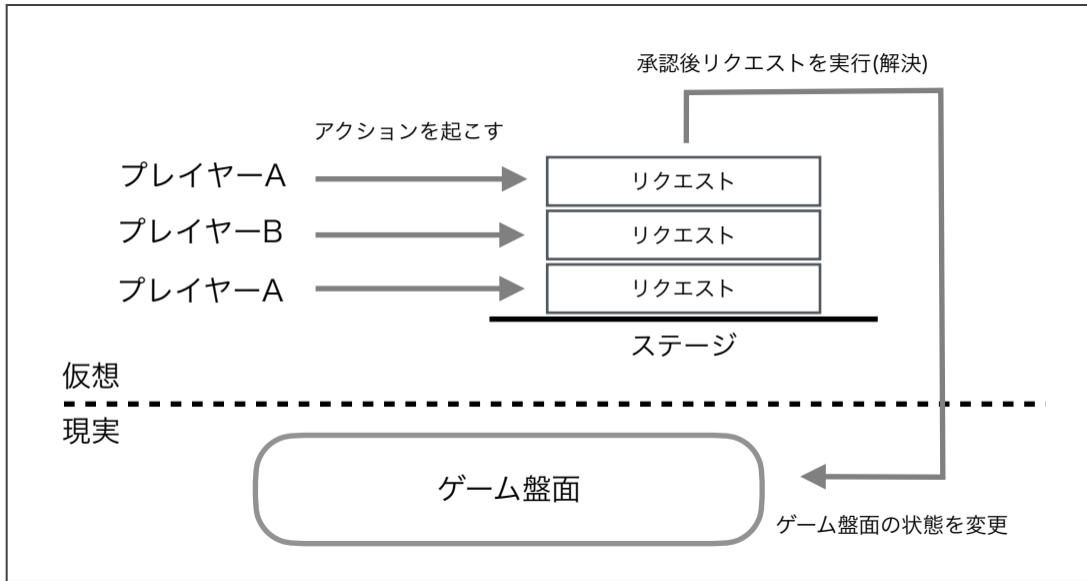 承認後リクエストを実行(解決)
アクションを起こす
プレイヤーA
リクエスト
プレイヤーB
リクエスト
プレイヤーA
リクエスト
ステージ
仮想
現実
ゲーム盤面
ゲーム盤面の状態を変更